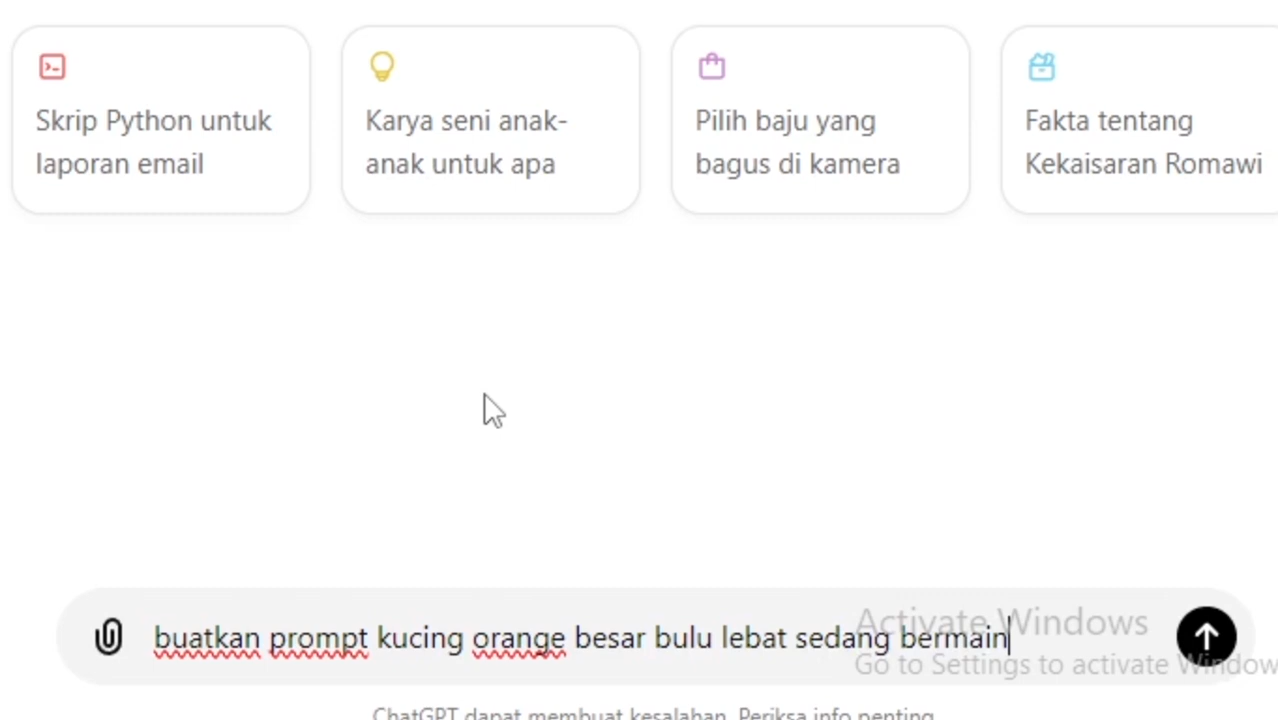 Skrip Python untuk
laporan email
Karya seni anak-
anak untuk apa
Pilih baju yang
bagus di kamera
Fakta tentang
Kekaisaran Romawi
buatkan prompt kucing orange besar bulu lebat sedang bermain
Activate Windows
Go to Settings to activate Window
ChatGPT dapat membuat kesalahan. Periksa info penting.